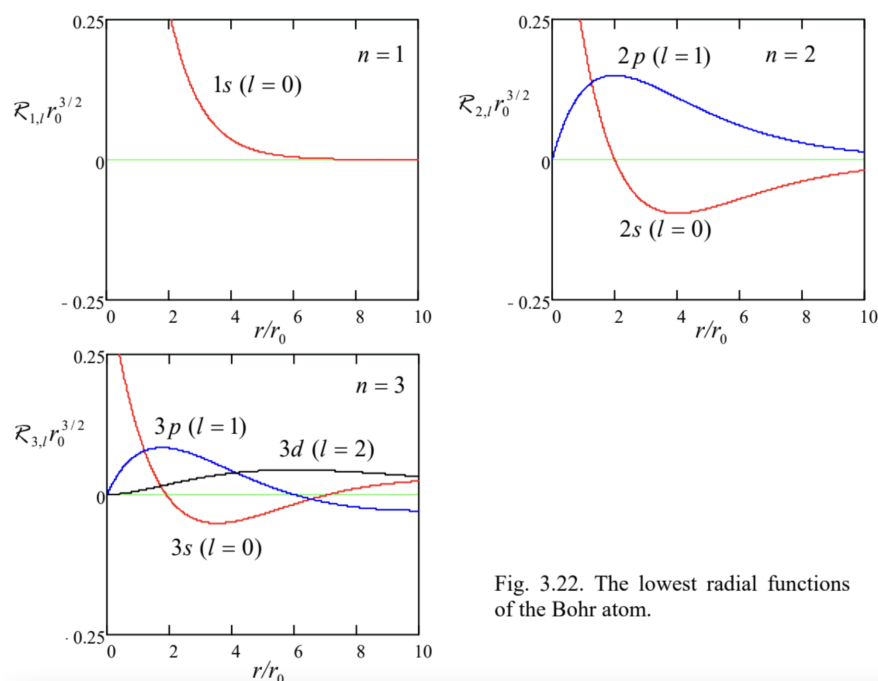 0.25
n = 1
1s (l = 0)
ℛ₁,ₗ r₀^{3/2}
0
- 0.25
0 2 4 6 8 10
r/r₀
0.25
2p (l = 1) n = 2
ℛ₂,ₗ r₀^{3/2}
0
2s (l = 0)
- 0.25
0 2 4 6 8 10
r/r₀
0.25
n = 3
3p (l = 1)
ℛ₃,ₗ r₀^{3/2}
3d (l = 2)
0
3s (l = 0)
- 0.25
0 2 4 6 8 10
r/r₀
Fig. 3.22. The lowest radial functions
of the Bohr atom.